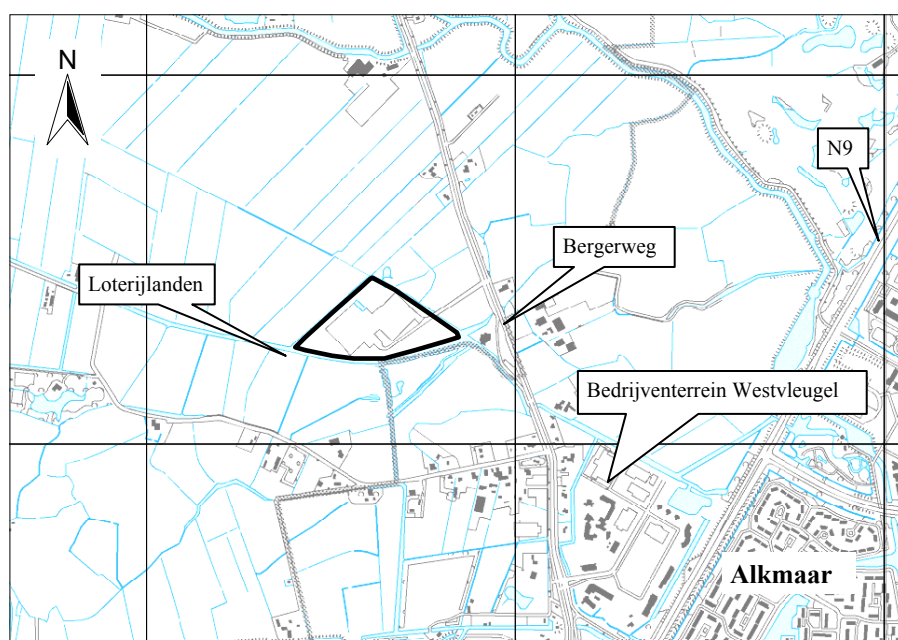 N
N9
Bergerweg
Loterijlanden
Bedrijventerrein Westvleugel
Alkmaar